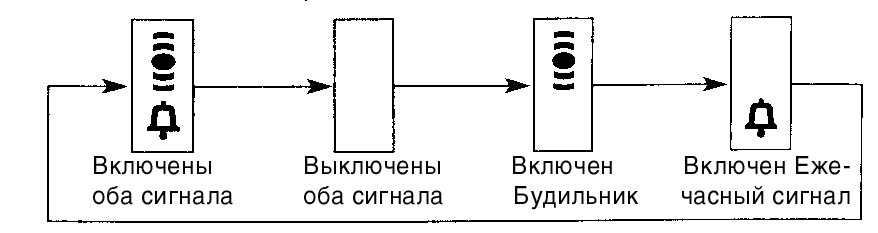 Включены Выключены Включен Включен Еже-
оба сигнала оба сигнала Будильник часный сигнал